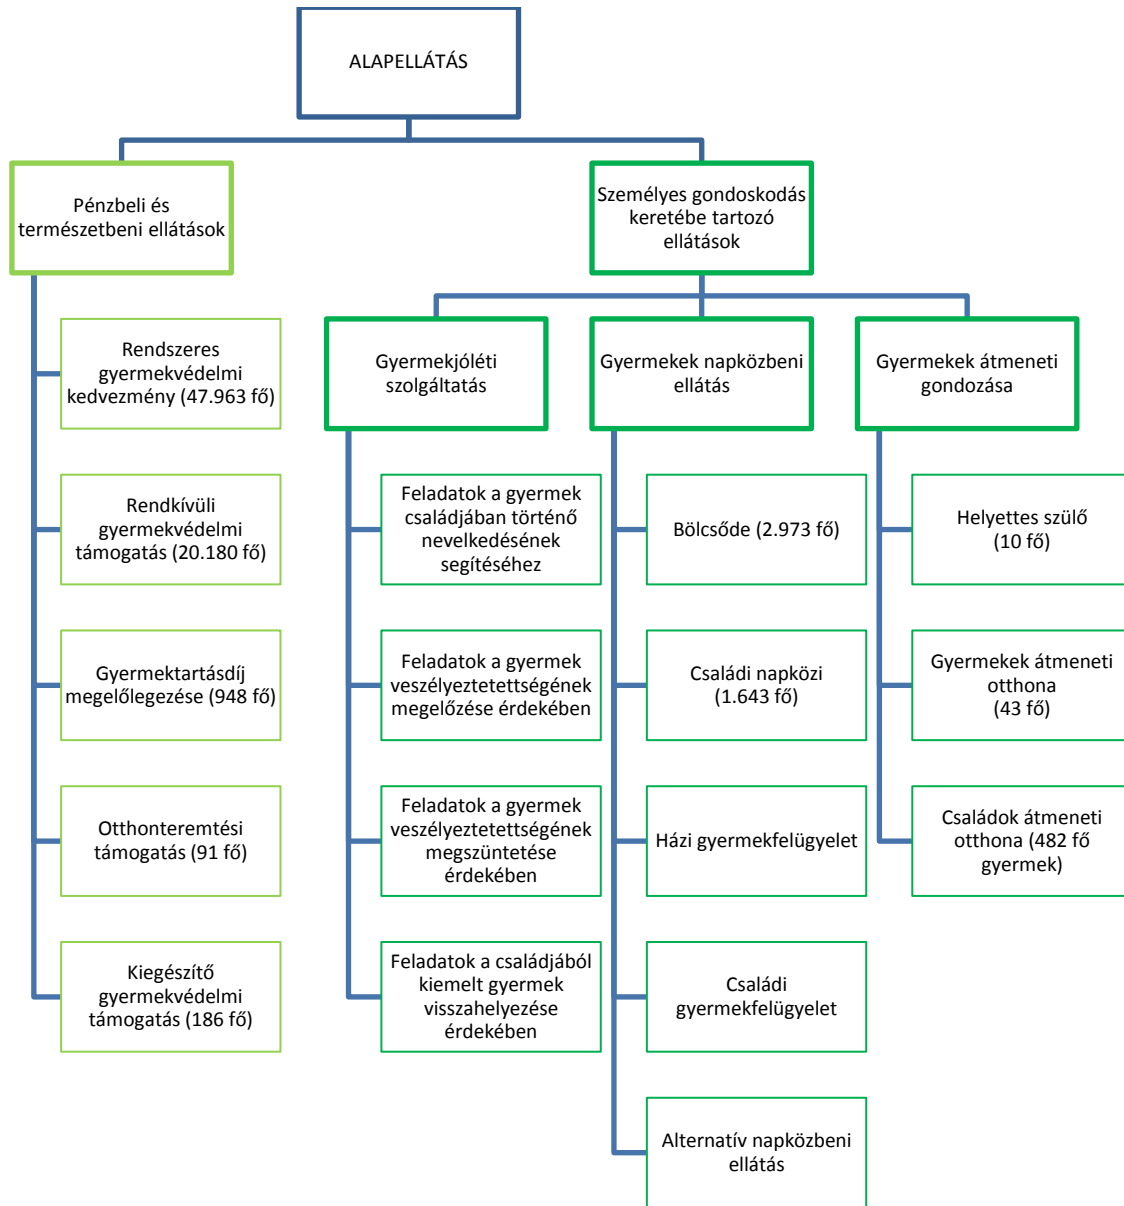 ALAPELLÁTÁS
Pénzbeli és
természetbeni ellátások
Rendszeres
gyermekvédelmi
kedvezmény (47.963 fő)
Rendkívüli
gyermekvédelmi
támogatás (20.180 fő)
Gyermektartásdíj
megelőlegezése (948 fő)
Otthonteremtési
támogatás (91 fő)
Kiegészítő
gyermekvédelmi
támogatás (186 fő)
Személyes gondoskodás
keretébe tartozó
ellátások
Gyermekjóléti
szolgáltatás
Feladatok a gyermek
családjában történő
nevelkedésének
segítéséhez
Feladatok a gyermek
veszélyeztetettségének
megelőzése érdekében
Feladatok a gyermek
veszélyeztetettségének
megszüntetése
érdekében
Feladatok a családjából
kiemelt gyermek
visszahelyezése
érdekében
Gyermekek napközbeni
ellátás
Bölcsőde (2.973 fő)
Családi napközi
(1.643 fő)
Házi gyermekfelügyelet
Családi
gyermekfelügyelet
Alternatív napközbeni
ellátás
Gyermekek átmeneti
gondozása
Helyettes szülő
(10 fő)
Gyermekek átmeneti
otthona
(43 fő)
Családok átmeneti
otthona (482 fő
gyermek)